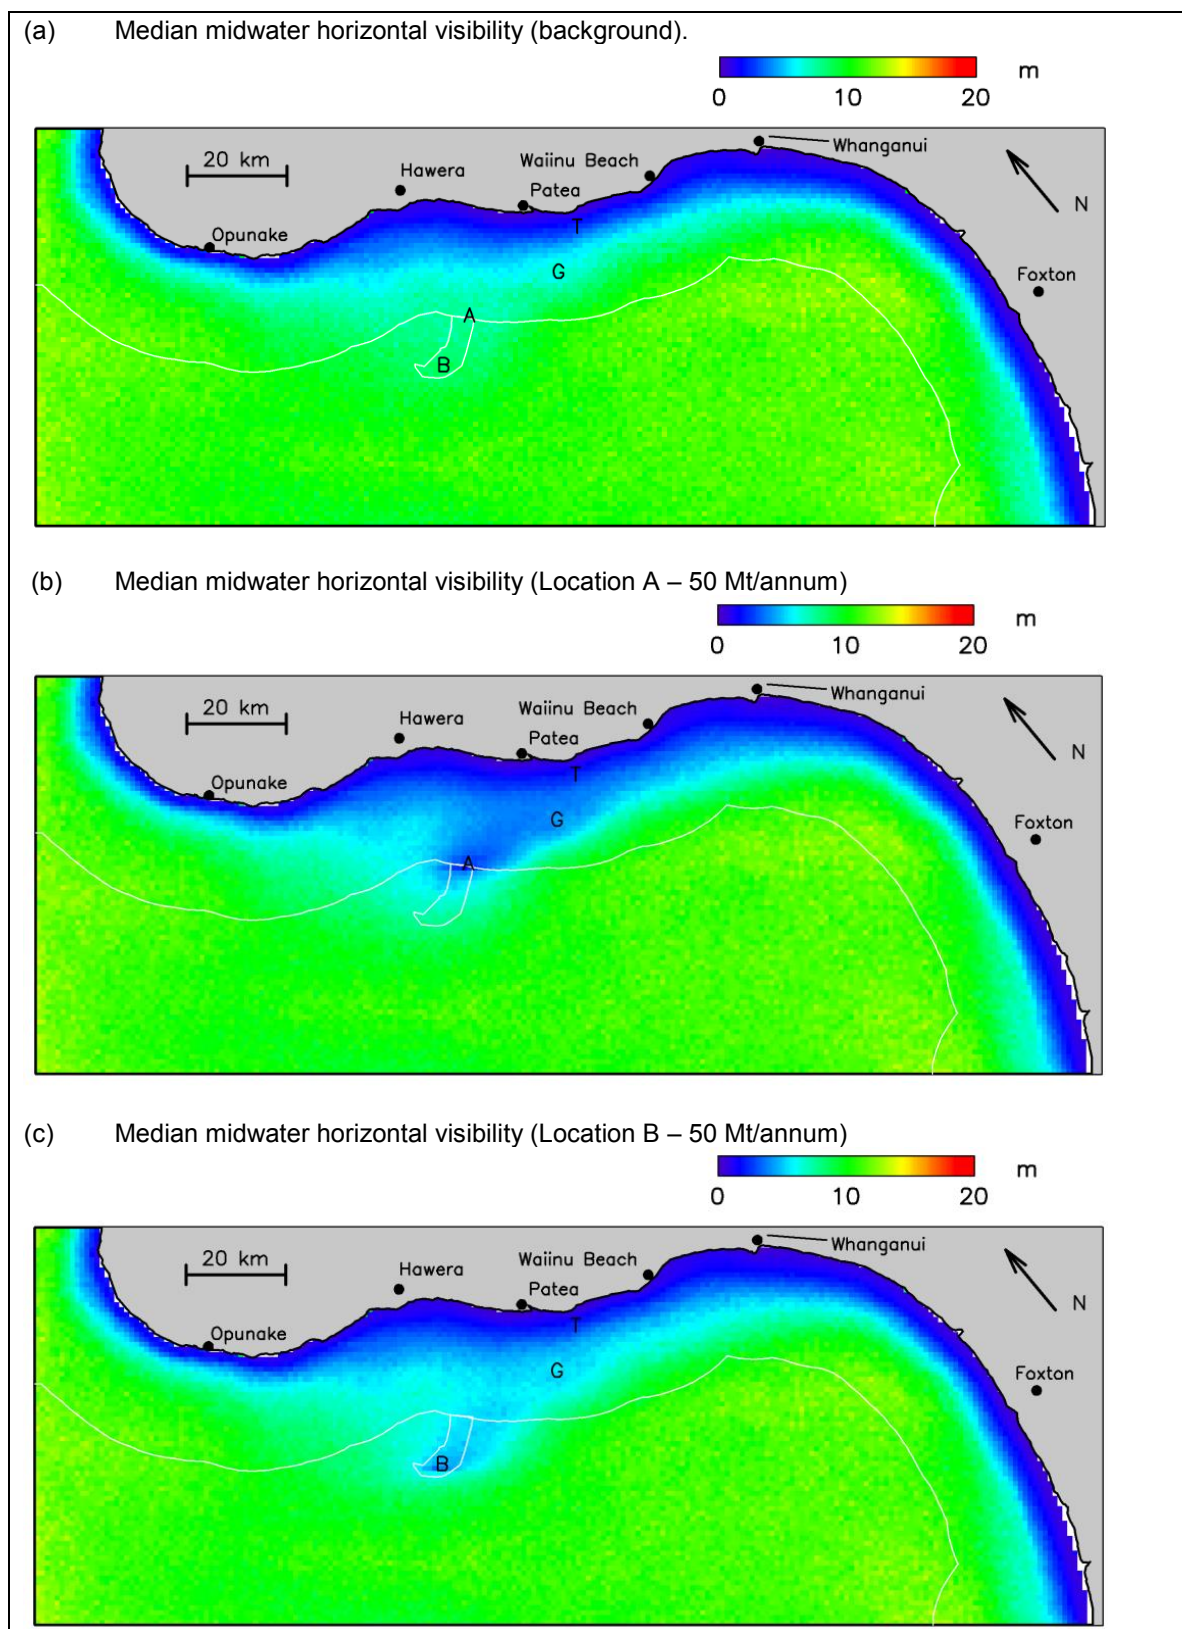 (a) Median midwater horizontal visibility (background).
m
0 10 20
Whanganui
20 km
Waiinu Beach
Hawera
Patea
N
T
Opunake
G
Foxton
A
B
(b) Median midwater horizontal visibility (Location A – 50 Mt/annum)
m
0 10 20
Whanganui
20 km
Waiinu Beach
Hawera
Patea
N
T
Opunake
G
Foxton
A
(c) Median midwater horizontal visibility (Location B – 50 Mt/annum)
m
0 10 20
Whanganui
20 km
Waiinu Beach
Hawera
Patea
N
T
Opunake
G
Foxton
B